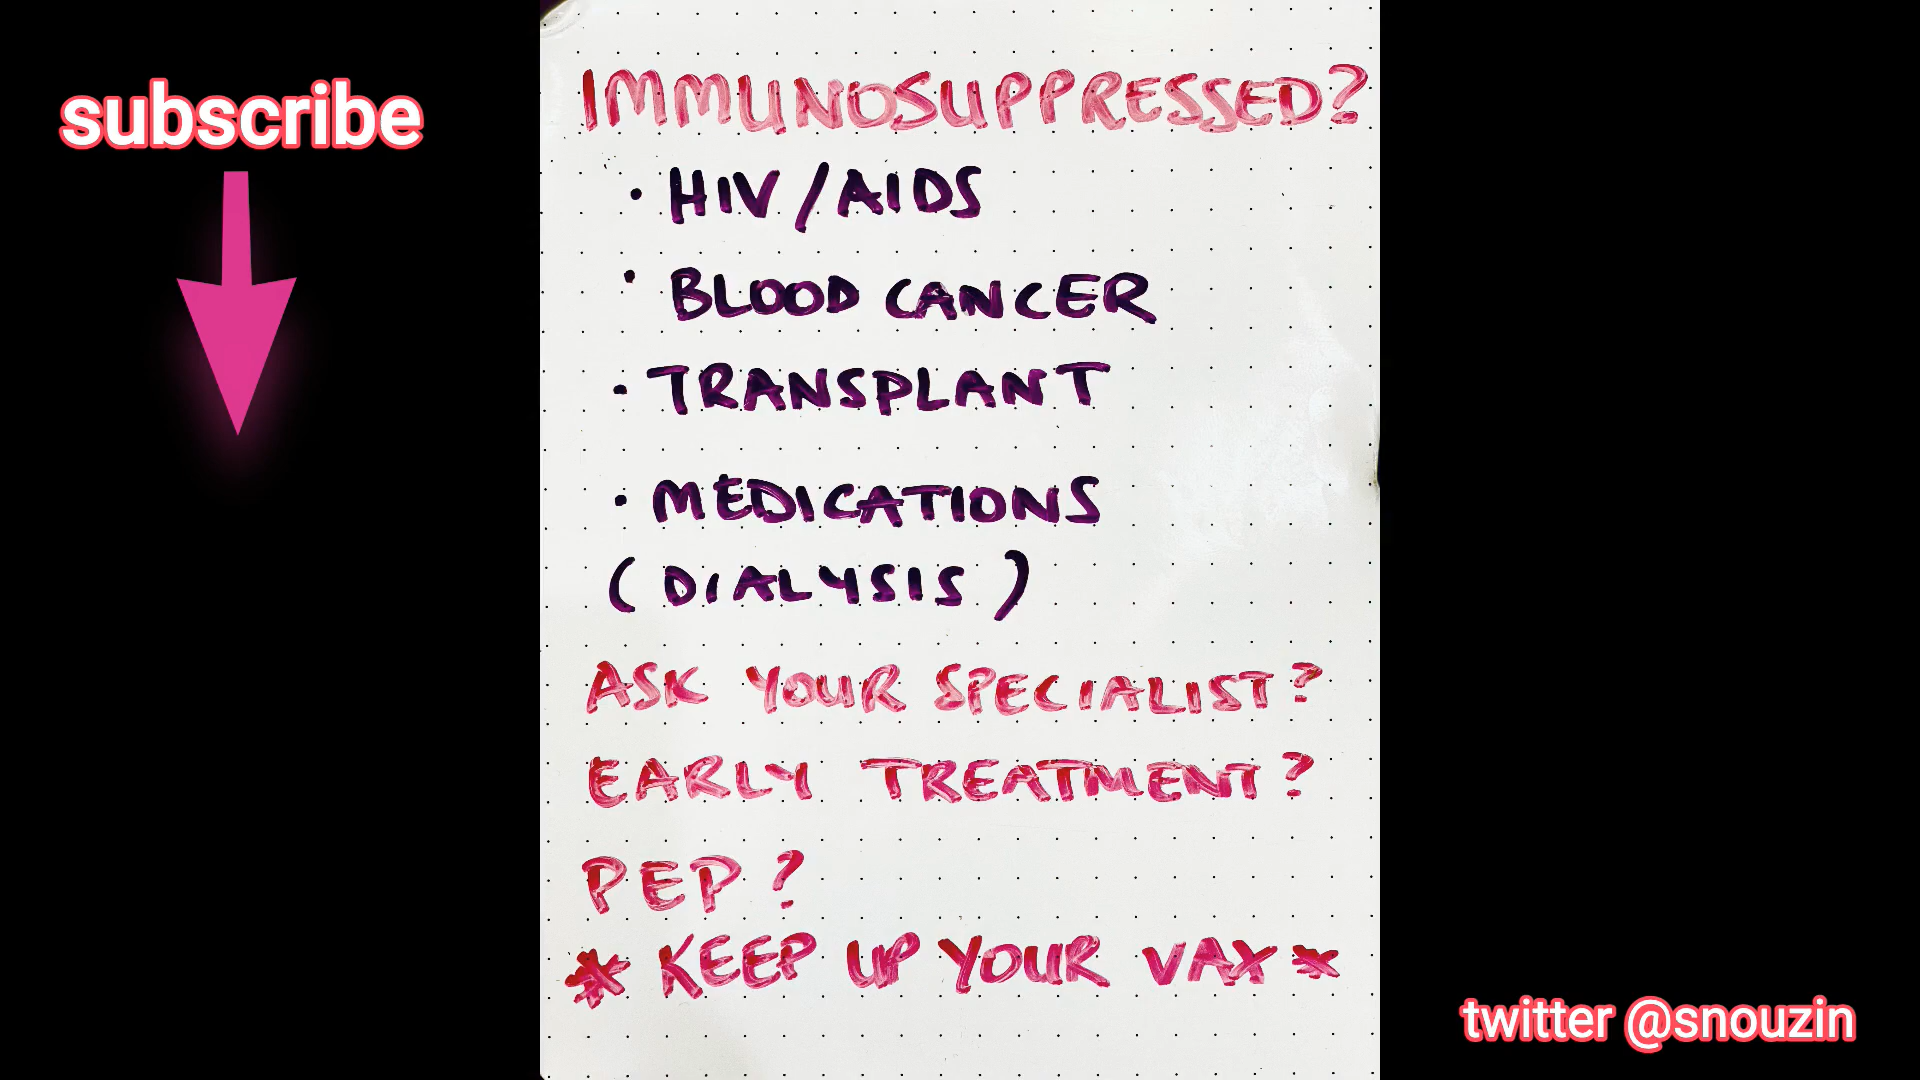 subscribe
IMMUNOSUPPRESSED?
· HIV/AIDS
· BLOOD CANCER
· TRANSPLANT
· MEDICATIONS
(DIALYSIS)
ASK YOUR SPECIALIST?
EARLY TREATMENT?
PEP?
* KEEP UP YOUR VAX *
twitter @snouzin